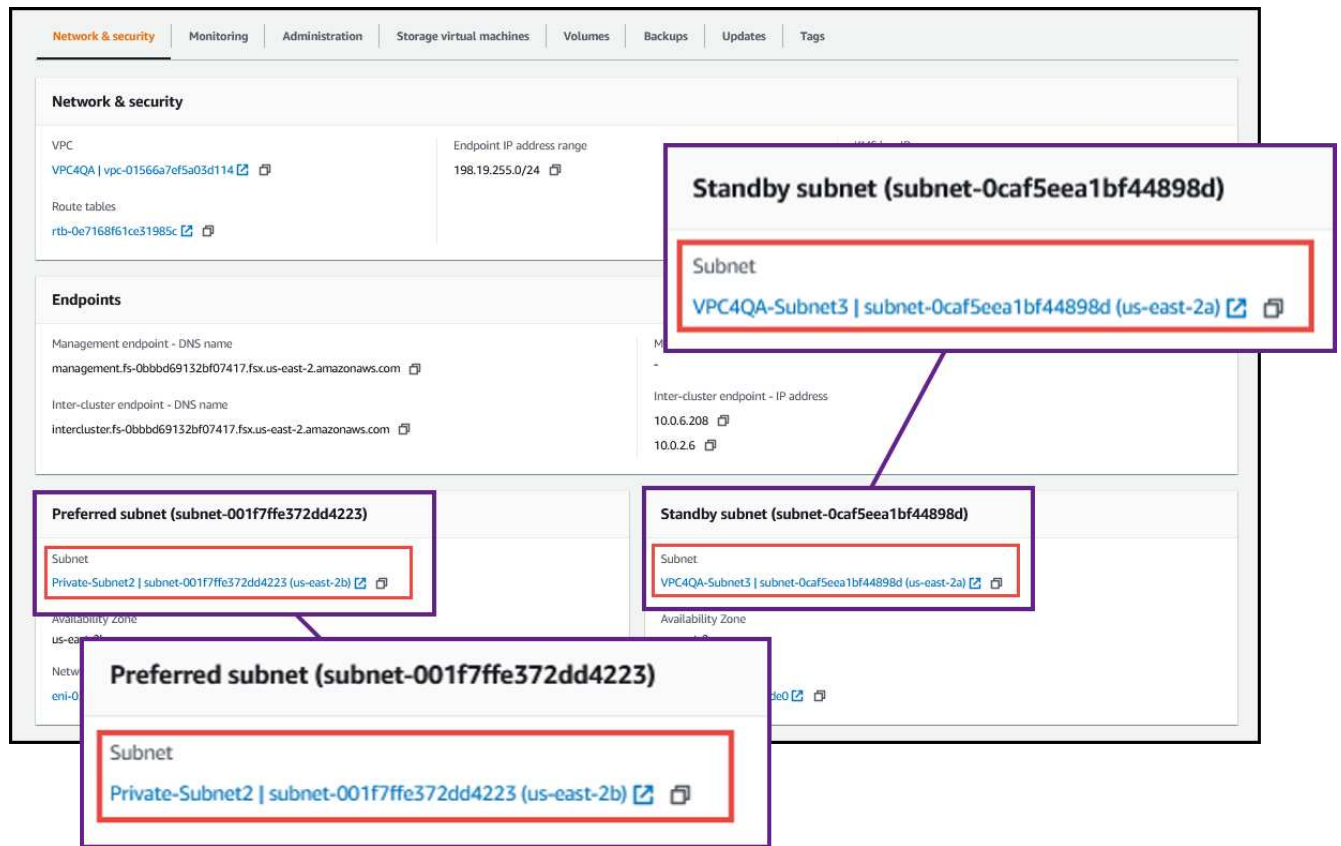 Network & security
Monitoring
Administration
Storage virtual machines
Volumes
Backups
Updates
Tags
Network & security
VPC
VPC4QA | vpc-01566a7ef5a03d114
Route tables
rtb-0e7168f61ce31985c
Endpoint IP address range
198.19.255.0/24
Standby subnet (subnet-0caf5eea1bf44898d)
Subnet
VPC4QA-Subnet3 | subnet-0caf5eea1bf44898d (us-east-2a)
Endpoints
Management endpoint - DNS name
management.fs-0bbbd69132bf07417.fsx.us-east-2.amazonaws.com
-
Inter-cluster endpoint - DNS name
intercluster.fs-0bbbd69132bf07417.fsx.us-east-2.amazonaws.com
Inter-cluster endpoint - IP address
10.0.6.208
10.0.2.6
Preferred subnet (subnet-001f7ffe372dd4223)
Subnet
Private-Subnet2 | subnet-001f7ffe372dd4223 (us-east-2b)
Availability Zone
Standby subnet (subnet-0caf5eea1bf44898d)
Subnet
VPC4QA-Subnet3 | subnet-0caf5eea1bf44898d (us-east-2a)
Availability Zone
Preferred subnet (subnet-001f7ffe372dd4223)
Subnet
Private-Subnet2 | subnet-001f7ffe372dd4223 (us-east-2b)